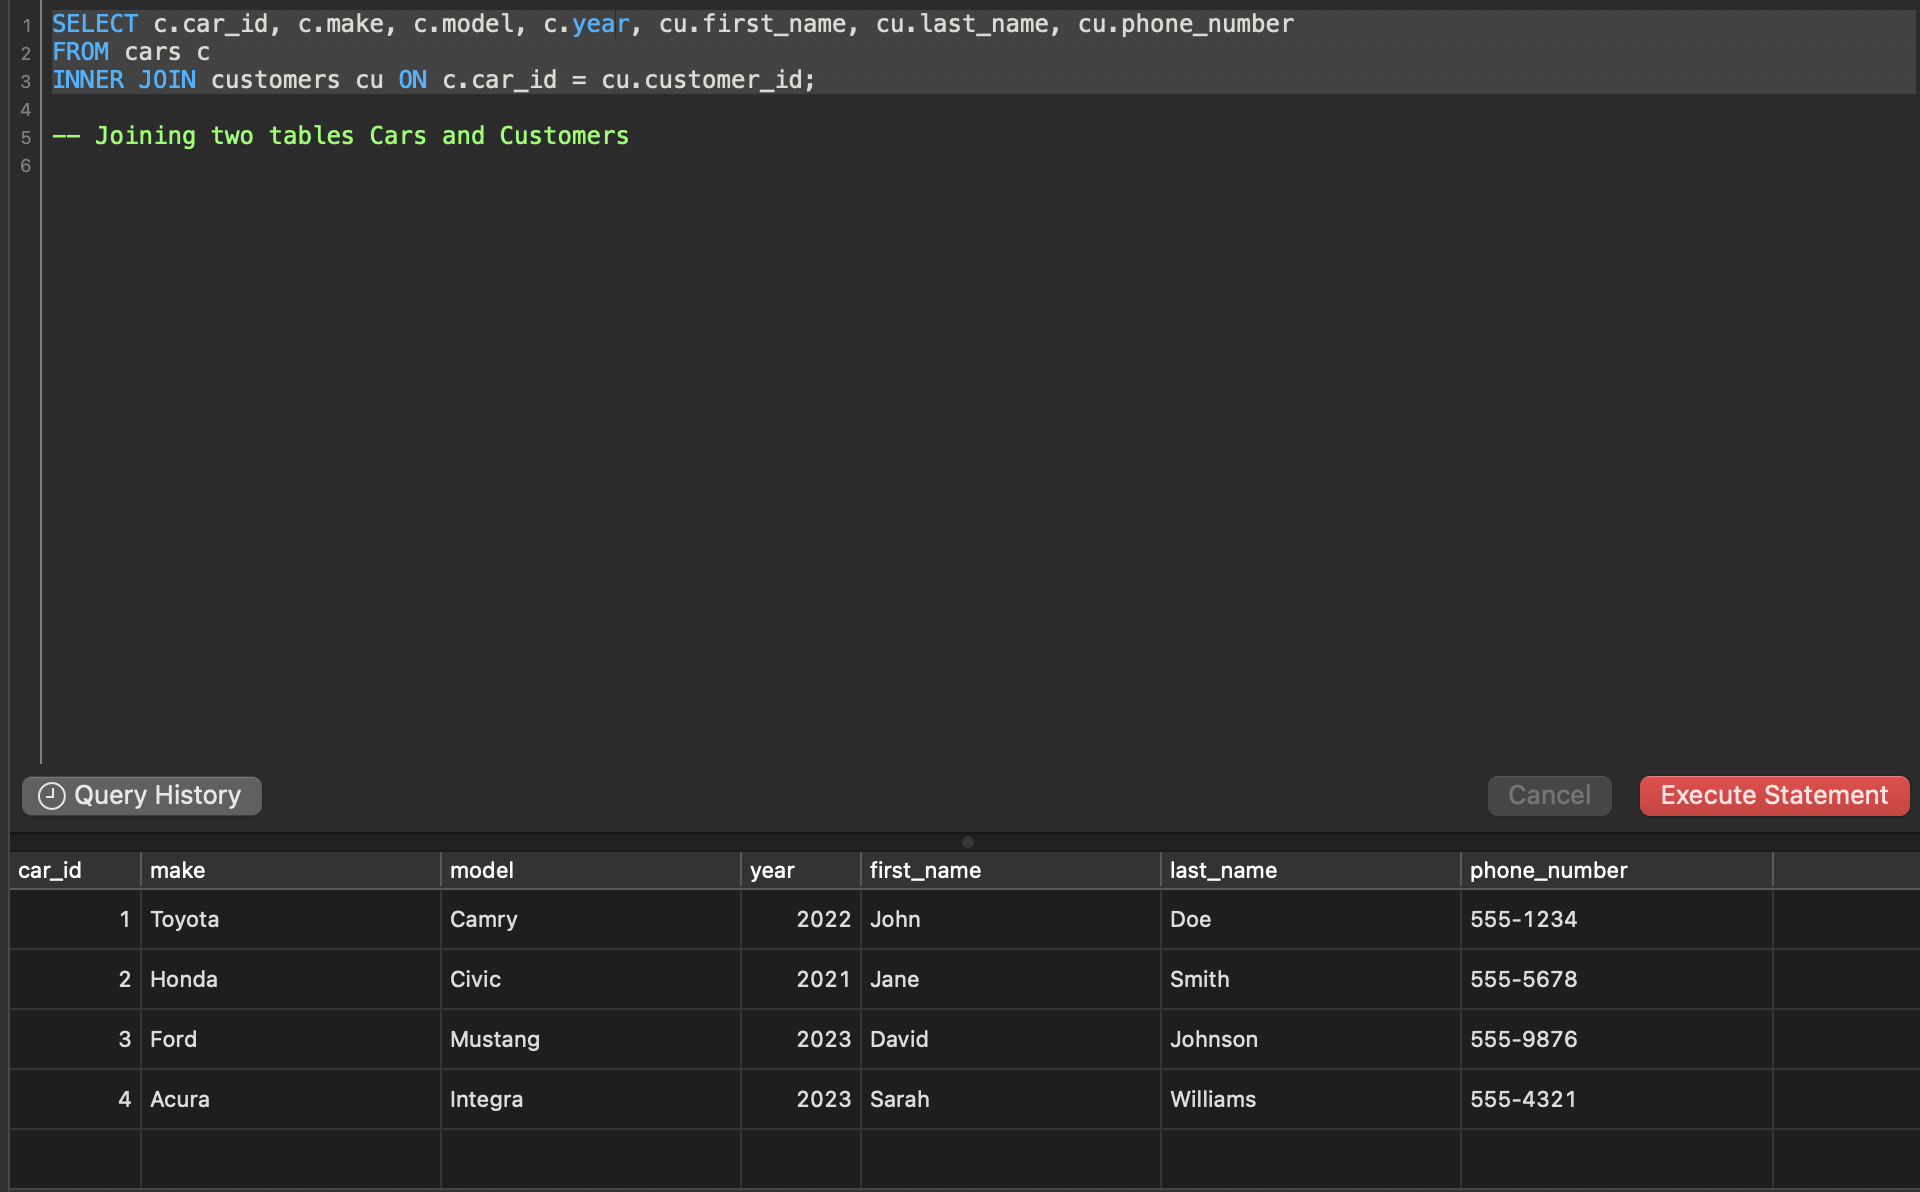 1 SELECT c.car_id, c.make, c.model, c.year, cu.first_name, cu.last_name, cu.phone_number
2 FROM cars c
3 INNER JOIN customers cu ON c.car_id = cu.customer_id;
4
5 -- Joining two tables Cars and Customers
6
Query History Cancel Execute Statement
car_id make model year first_name last_name phone_number
1 Toyota Camry 2022 John Doe 555-1234
2 Honda Civic 2021 Jane Smith 555-5678
3 Ford Mustang 2023 David Johnson 555-9876
4 Acura Integra 2023 Sarah Williams 555-4321